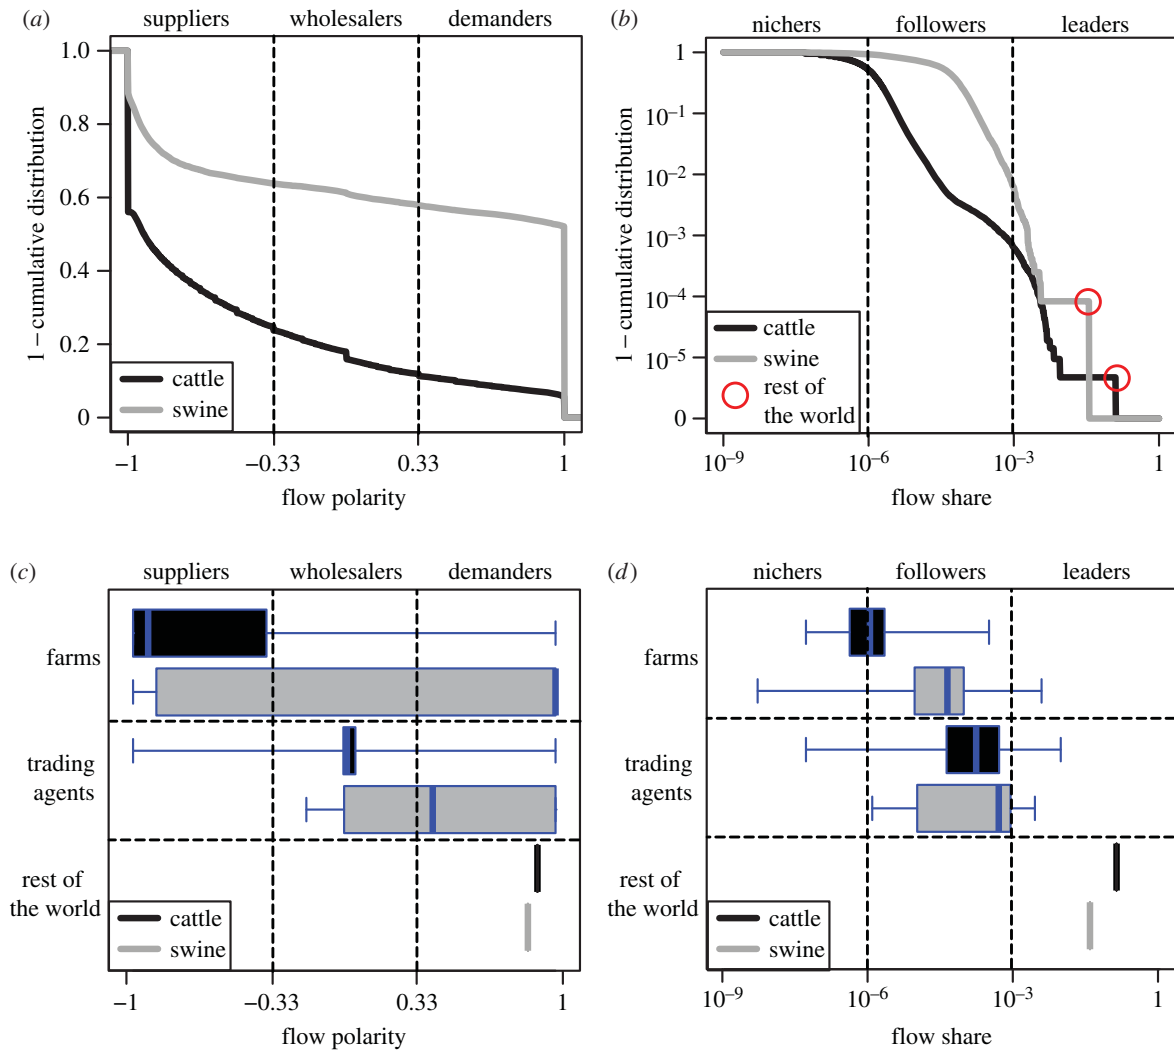 (a)
suppliers
wholesalers
demanders
1.0
0.8
0.6
0.4
0.2
0
1 – cumulative distribution
cattle
swine
−1
−0.33
0.33
1
flow polarity
(b)
nichers
followers
leaders
1
10⁻¹
10⁻²
10⁻³
10⁻⁴
10⁻⁵
0
1 – cumulative distribution
cattle
swine
rest of
the world
10⁻⁹
10⁻⁶
10⁻³
1
flow share
(c)
suppliers
wholesalers
demanders
farms
trading
agents
rest of
the world
cattle
swine
−1
−0.33
0.33
1
flow polarity
(d)
nichers
followers
leaders
farms
trading
agents
rest of
the world
cattle
swine
10⁻⁹
10⁻⁶
10⁻³
1
flow share